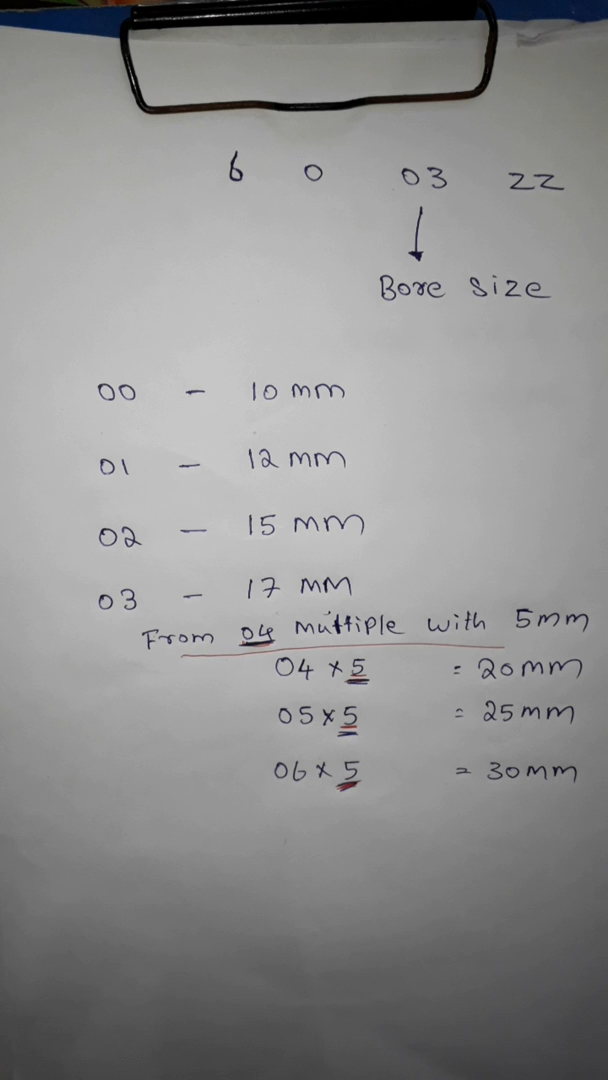 6 0 03 ZZ
Bore size
00 - 10 mm
01 - 12 mm
02 - 15 mm
03 - 17 mm
From 04 multiple with 5mm
04 × 5 = 20mm
05 × 5 = 25mm
06 × 5 = 30mm